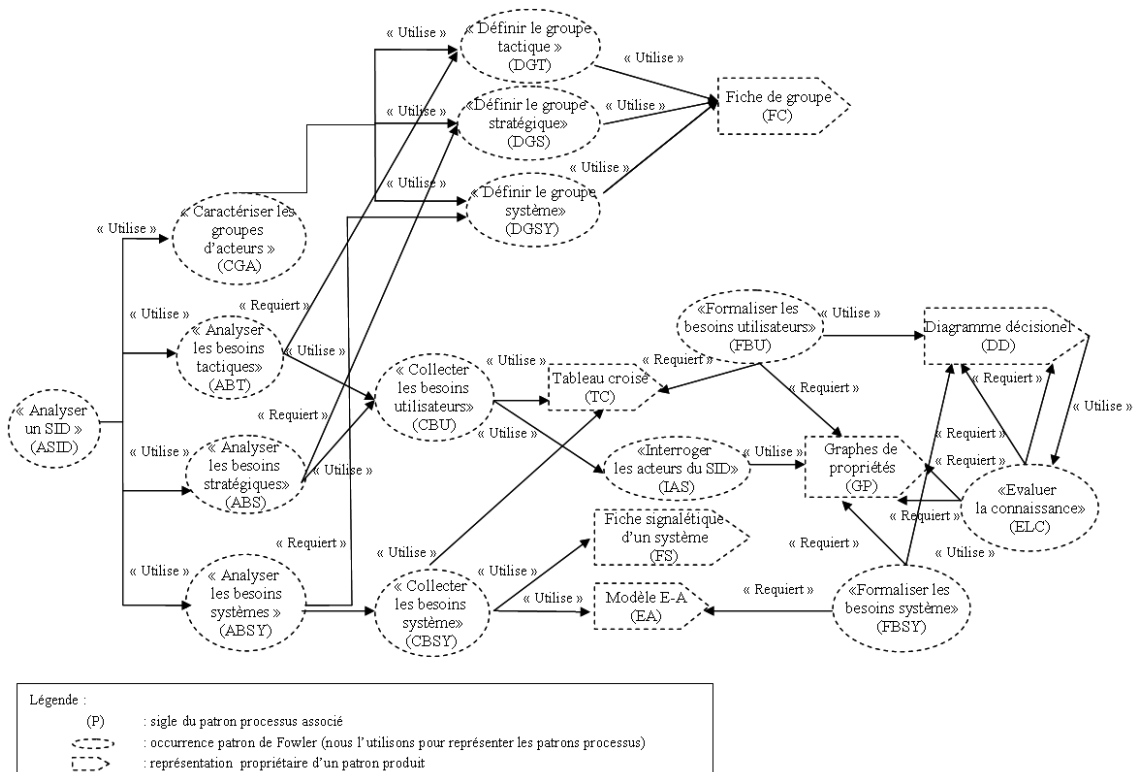 « Définir le groupe
tactique »
(DGT)
« Utilise »
« Utilise »
Fiche de groupe
(FC)
«Définir le groupe
stratégique»
(DGS)
« Utilise »
« Utilise »
« Utilise »
« Utilise »
« Définir le groupe
système»
(DGSY)
« Caractériser les
groupes
d'acteurs »
(CGA)
« Utilise »
« Requiert »
« Utilise »
« Analyser
les besoins
tactiques»
(ABT)
« Utilise »
« Requiert »
« Analyser
un SID »
(ASID)
« Utilise »
« Analyser
les besoins
stratégiques»
(ABS)
« Utilise »
« Requiert »
« Utilise »
« Analyser
les besoins
systèmes »
(ABSY)
« Collecter
les besoins
utilisateurs»
(CBU)
« Utilise »
« Utilise »
Tableau croisé
(TC)
« Requiert »
«Formaliser les
besoins utilisateurs»
(FBU)
« Utilise »
Diagramme décisionel
(DD)
« Requiert »
« Requiert »
« Utilise »
«Interroger
les acteurs du SID»
(IAS)
« Utilise »
Graphes de
propriétés
(GP)
« Requiert »
« Requiert »
« Requiert »
«Evaluer
la connaissance»
(ELC)
« Utilise »
« Collecter
les besoins
système»
(CBSY)
« Utilise »
« Utilise »
Fiche signalétique
d'un système
(FS)
Modèle E-A
(EA)
« Requiert »
« Requiert »
« Utilise »
«Formaliser les
besoins système»
(FBSY)
Légende :
(P) : sigle du patron processus associé
: occurrence patron de Fowler (nous l'utilisons pour représenter les patrons processus)
: représentation propriétaire d'un patron produit